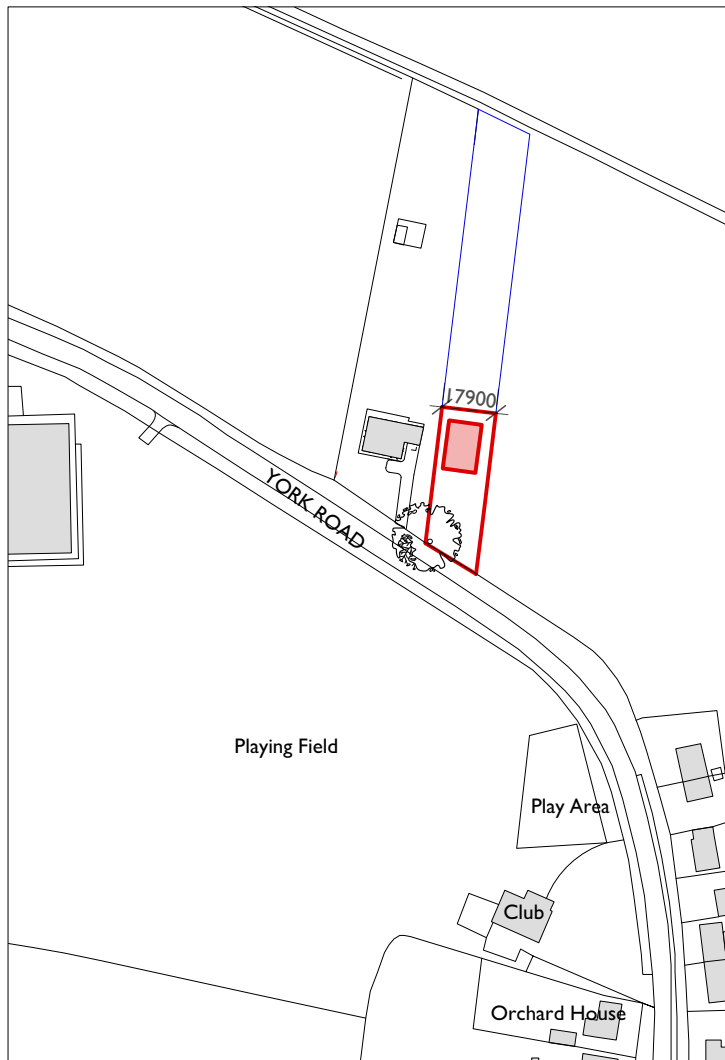 17900
YORK ROAD
Playing Field
Play Area
Club
Orchard House